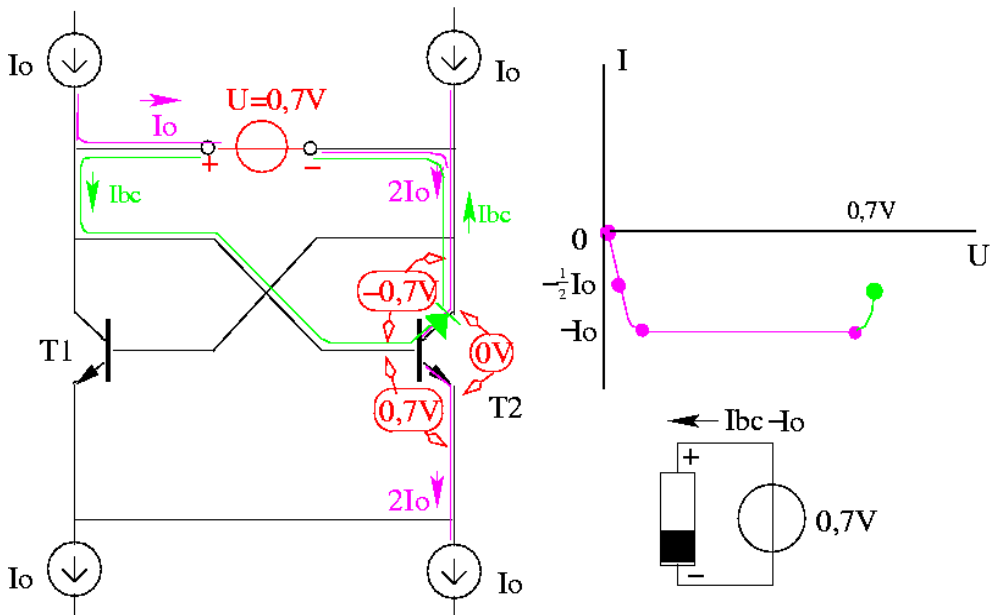 Io
Io
Io
U=0,7V
+
−
Ibc
2Io
Ibc
−0,7V
0V
0,7V
T1
T2
2Io
Io
Io
I
0,7V
0
U
−½Io
−Io
Ibc −Io
+
−
0,7V